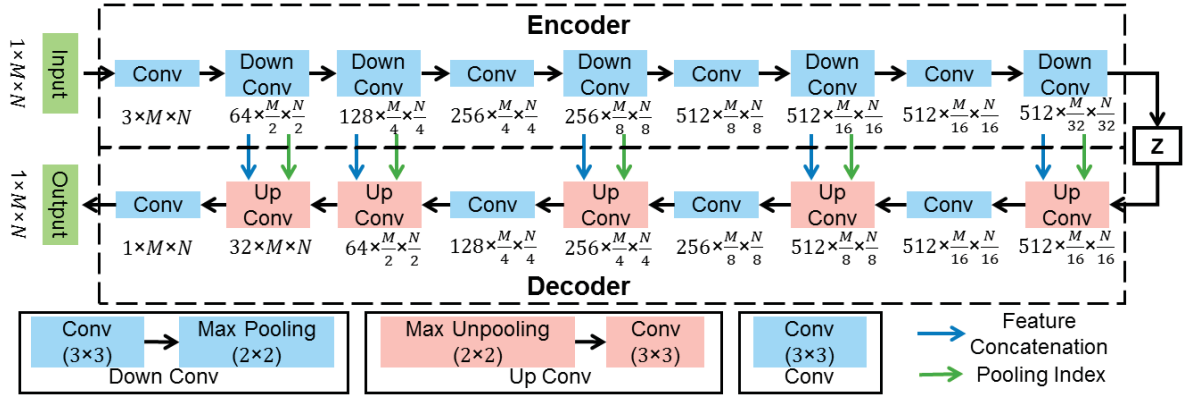 Encoder
1×M×N
Input
Conv
Down Conv
Down Conv
Conv
Down Conv
Conv
Down Conv
Conv
Down Conv
3×M×N
64×M/2×N/2
128×M/4×N/4
256×M/4×N/4
256×M/8×N/8
512×M/8×N/8
512×M/16×N/16
512×M/16×N/16
512×M/32×N/32
Z
1×M×N
Output
Conv
Up Conv
Up Conv
Conv
Up Conv
Conv
Up Conv
Conv
Up Conv
1×M×N
32×M×N
64×M/2×N/2
128×M/4×N/4
256×M/4×N/4
256×M/8×N/8
512×M/8×N/8
512×M/16×N/16
512×M/16×N/16
Decoder
Conv
(3×3)
Max Pooling
(2×2)
Down Conv
Max Unpooling
(2×2)
Conv
(3×3)
Up Conv
Conv
(3×3)
Conv
Feature
Concatenation
Pooling Index